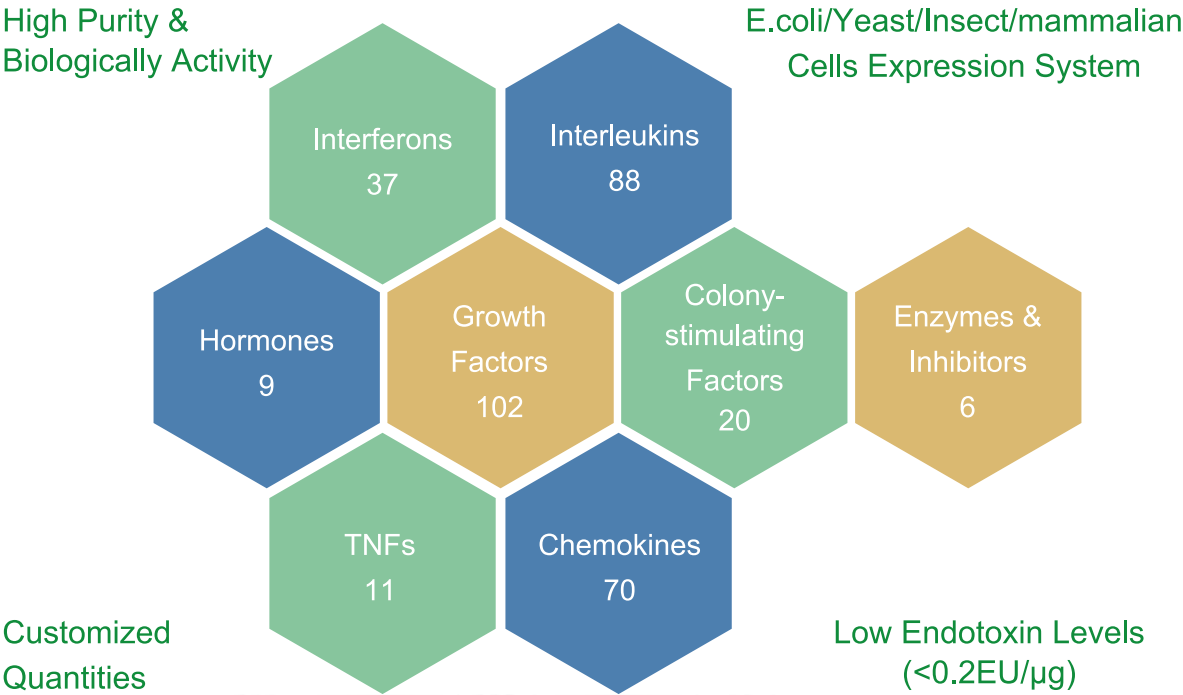 High Purity &
Biologically Activity
E.coli/Yeast/Insect/mammalian
Cells Expression System
Interferons
37
Interleukins
88
Hormones
9
Growth
Factors
102
Colony-
stimulating
Factors
20
Enzymes &
Inhibitors
6
TNFs
11
Chemokines
70
Customized
Quantities
Low Endotoxin Levels
(<0.2EU/μg)